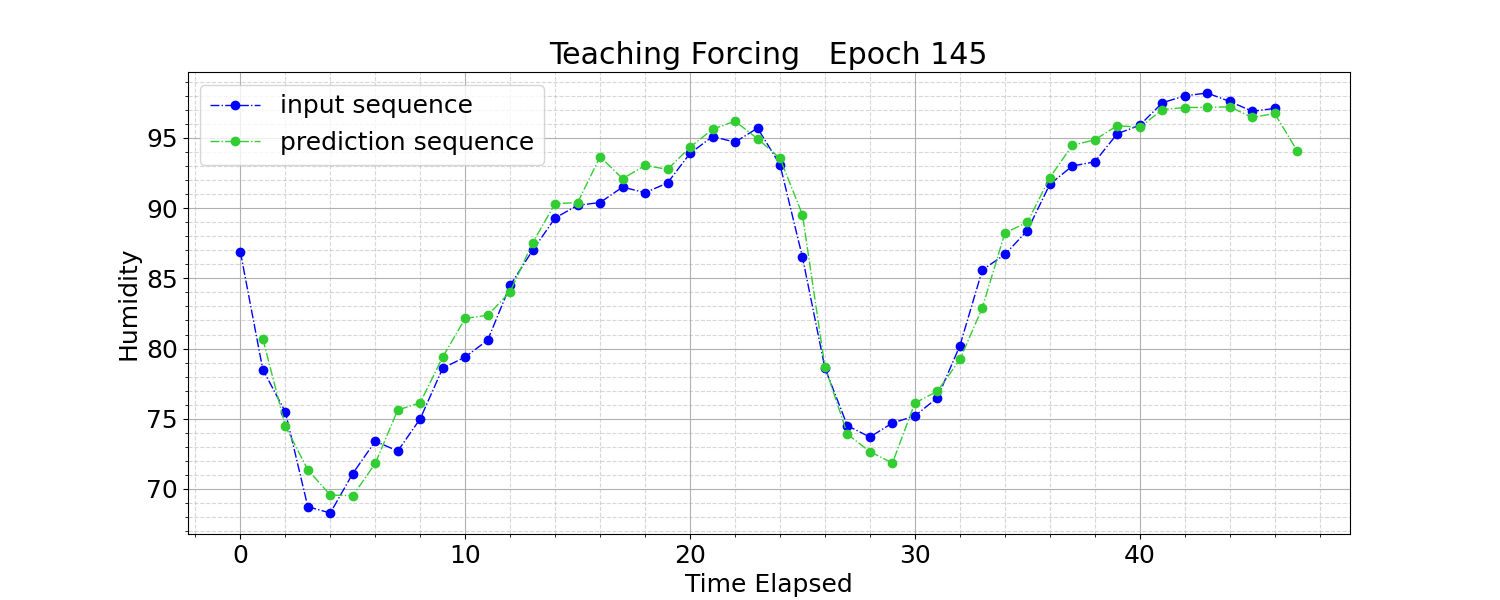 Teaching Forcing   Epoch 145
input sequence
prediction sequence
95
90
85
80
75
70
Humidity
0 10 20 30 40
Time Elapsed